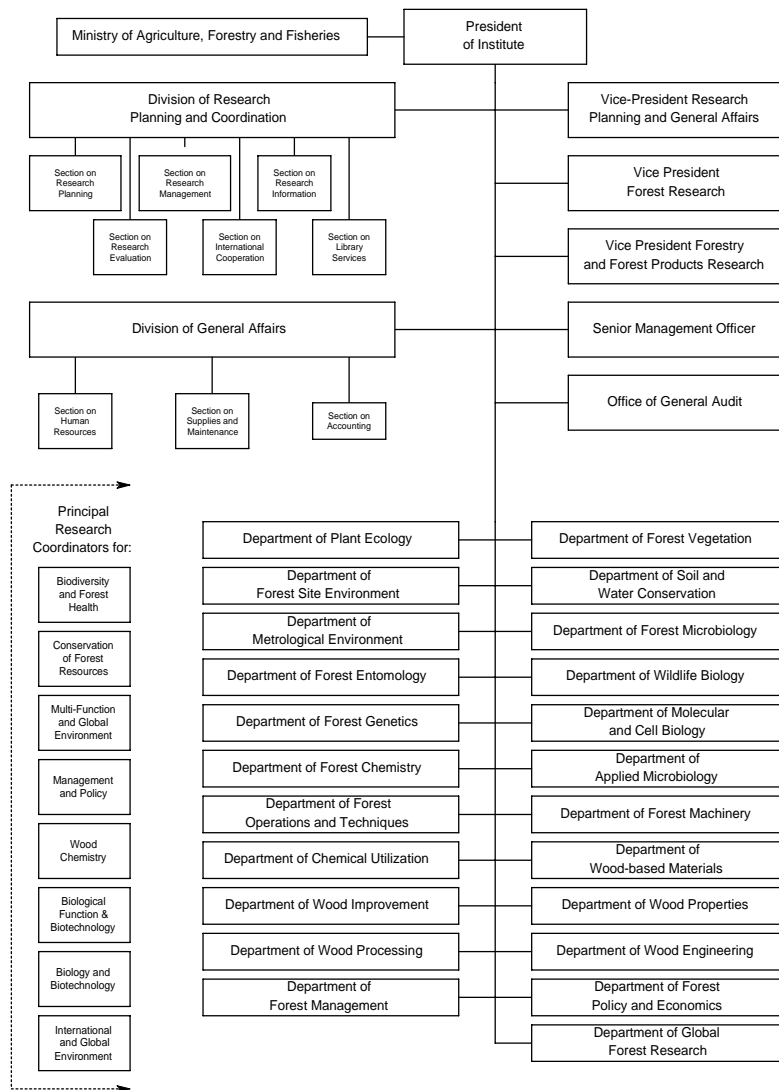 Ministry of Agriculture, Forestry and Fisheries
President
of Institute
Division of Research
Planning and Coordination
Vice-President Research
Planning and General Affairs
Section on
Research
Planning
Section on
Research
Management
Section on
Research
Information
Vice President
Forest Research
Section on
Research
Evaluation
Section on
International
Cooperation
Section on
Library
Services
Vice President Forestry
and Forest Products Research
Division of General Affairs
Senior Management Officer
Section on
Human
Resources
Section on
Supplies and
Maintenance
Section on
Accounting
Office of General Audit
Principal
Research
Coordinators for:
Biodiversity
and Forest
Health
Conservation
of Forest
Resources
Multi-Function
and Global
Environment
Management
and Policy
Wood
Chemistry
Biological
Function &
Biotechnology
Biology and
Biotechnology
International
and Global
Environment
Department of Plant Ecology
Department of Forest Vegetation
Department of
Forest Site Environment
Department of Soil and
Water Conservation
Department of
Metrological Environment
Department of Forest Microbiology
Department of Forest Entomology
Department of Wildlife Biology
Department of Forest Genetics
Department of Molecular
and Cell Biology
Department of Forest Chemistry
Department of
Applied Microbiology
Department of Forest
Operations and Techniques
Department of Forest Machinery
Department of Chemical Utilization
Department of
Wood-based Materials
Department of Wood Improvement
Department of Wood Properties
Department of Wood Processing
Department of Wood Engineering
Department of
Forest Management
Department of Forest
Policy and Economics
Department of Global
Forest Research